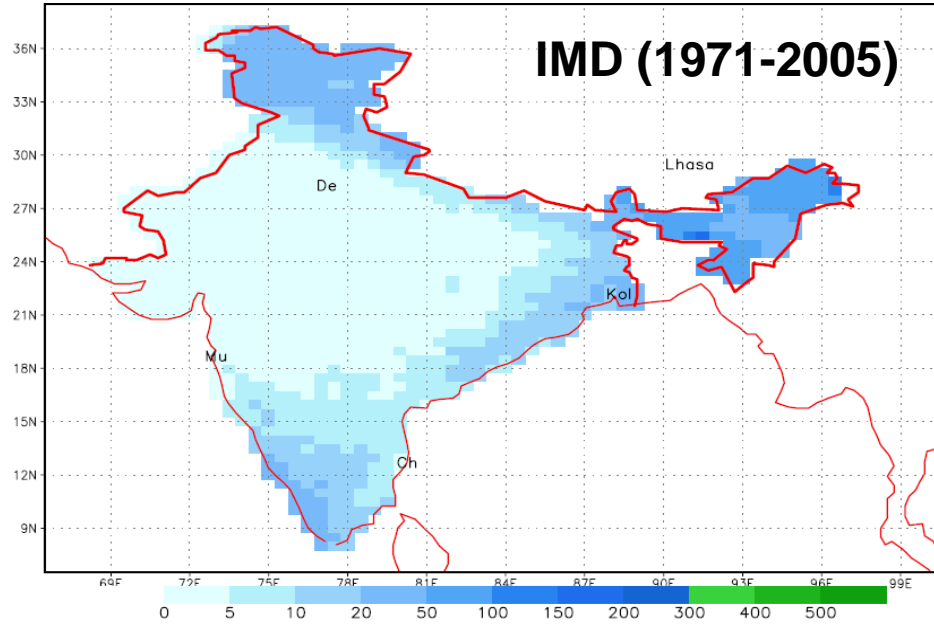 IMD (1971-2005)
36N
33N
30N
27N
24N
21N
18N
15N
12N
9N
Lhasa
De
Kol
Mu
Ch
69E 72E 75E 78E 81E 84E 87E 90E 93E 96E 99E
0 5 10 20 50 100 150 200 300 400 500